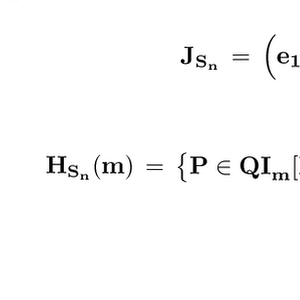 J_{S_n} = (e_1
H_{S_n}(m) = {P ∈ QI_m[